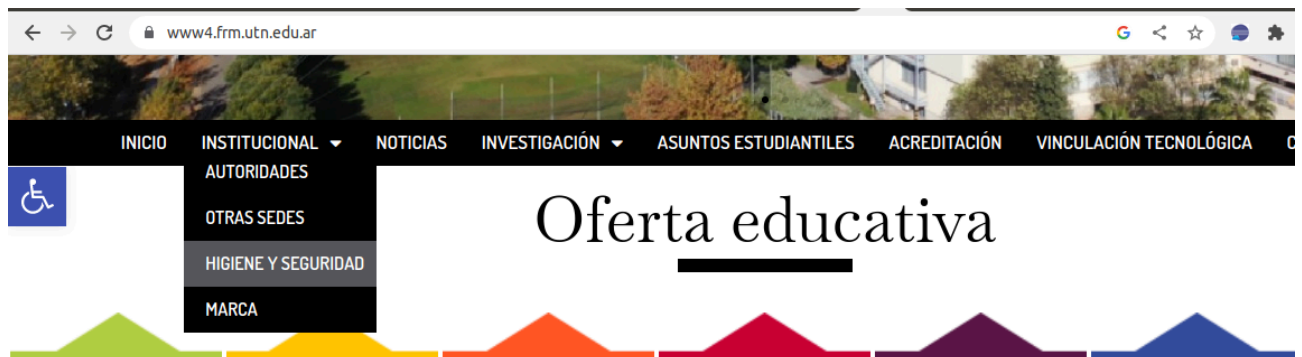 www4.frm.utn.edu.ar
INICIO INSTITUCIONAL NOTICIAS INVESTIGACIÓN ASUNTOS ESTUDIANTILES ACREDITACIÓN VINCULACIÓN TECNOLÓGICA
AUTORIDADES
OTRAS SEDES
HIGIENE Y SEGURIDAD
MARCA
Oferta educativa